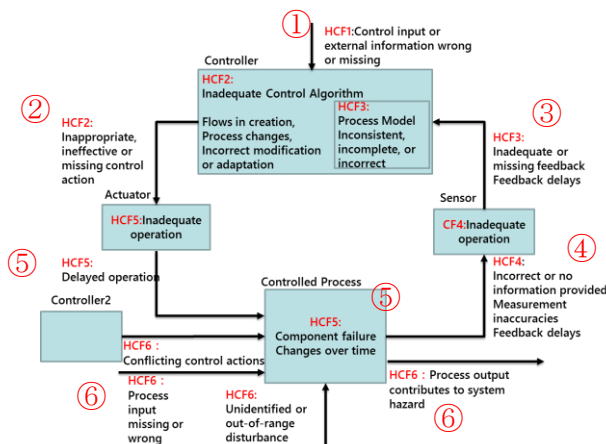 ①
HCF1:Control input or
external information wrong
or missing
Controller
HCF2:
Inadequate Control Algorithm
Flows in creation,
Process changes,
Incorrect modification
or adaptation
HCF3:
Process Model
Inconsistent,
incomplete, or
incorrect
②
HCF2:
Inappropriate,
ineffective or
missing control
action
③
HCF3:
Inadequate or
missing feedback
Feedback delays
Actuator
HCF5:Inadequate
operation
Sensor
CF4:Inadequate
operation
④
HCF4:
Incorrect or no
information provided
Measurement
inaccuracies
Feedback delays
⑤
HCF5:
Delayed operation
Controller2
Controlled Process
⑤
HCF5:
Component failure
Changes over time
HCF6 :
Conflicting control actions
⑥
HCF6 :
Process
input
missing or
wrong
HCF6:
Unidentified or
out-of-range
disturbance
HCF6 : Process output
contributes to system
hazard
⑥